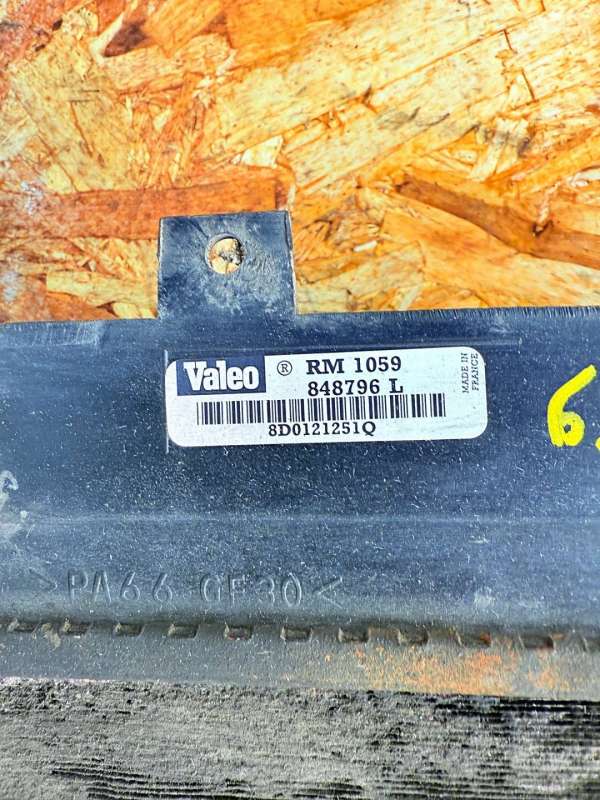 Valeo ® RM 1059
848796 L
MADE IN
FRANCE
8D0121251Q
>PA66-GF30<